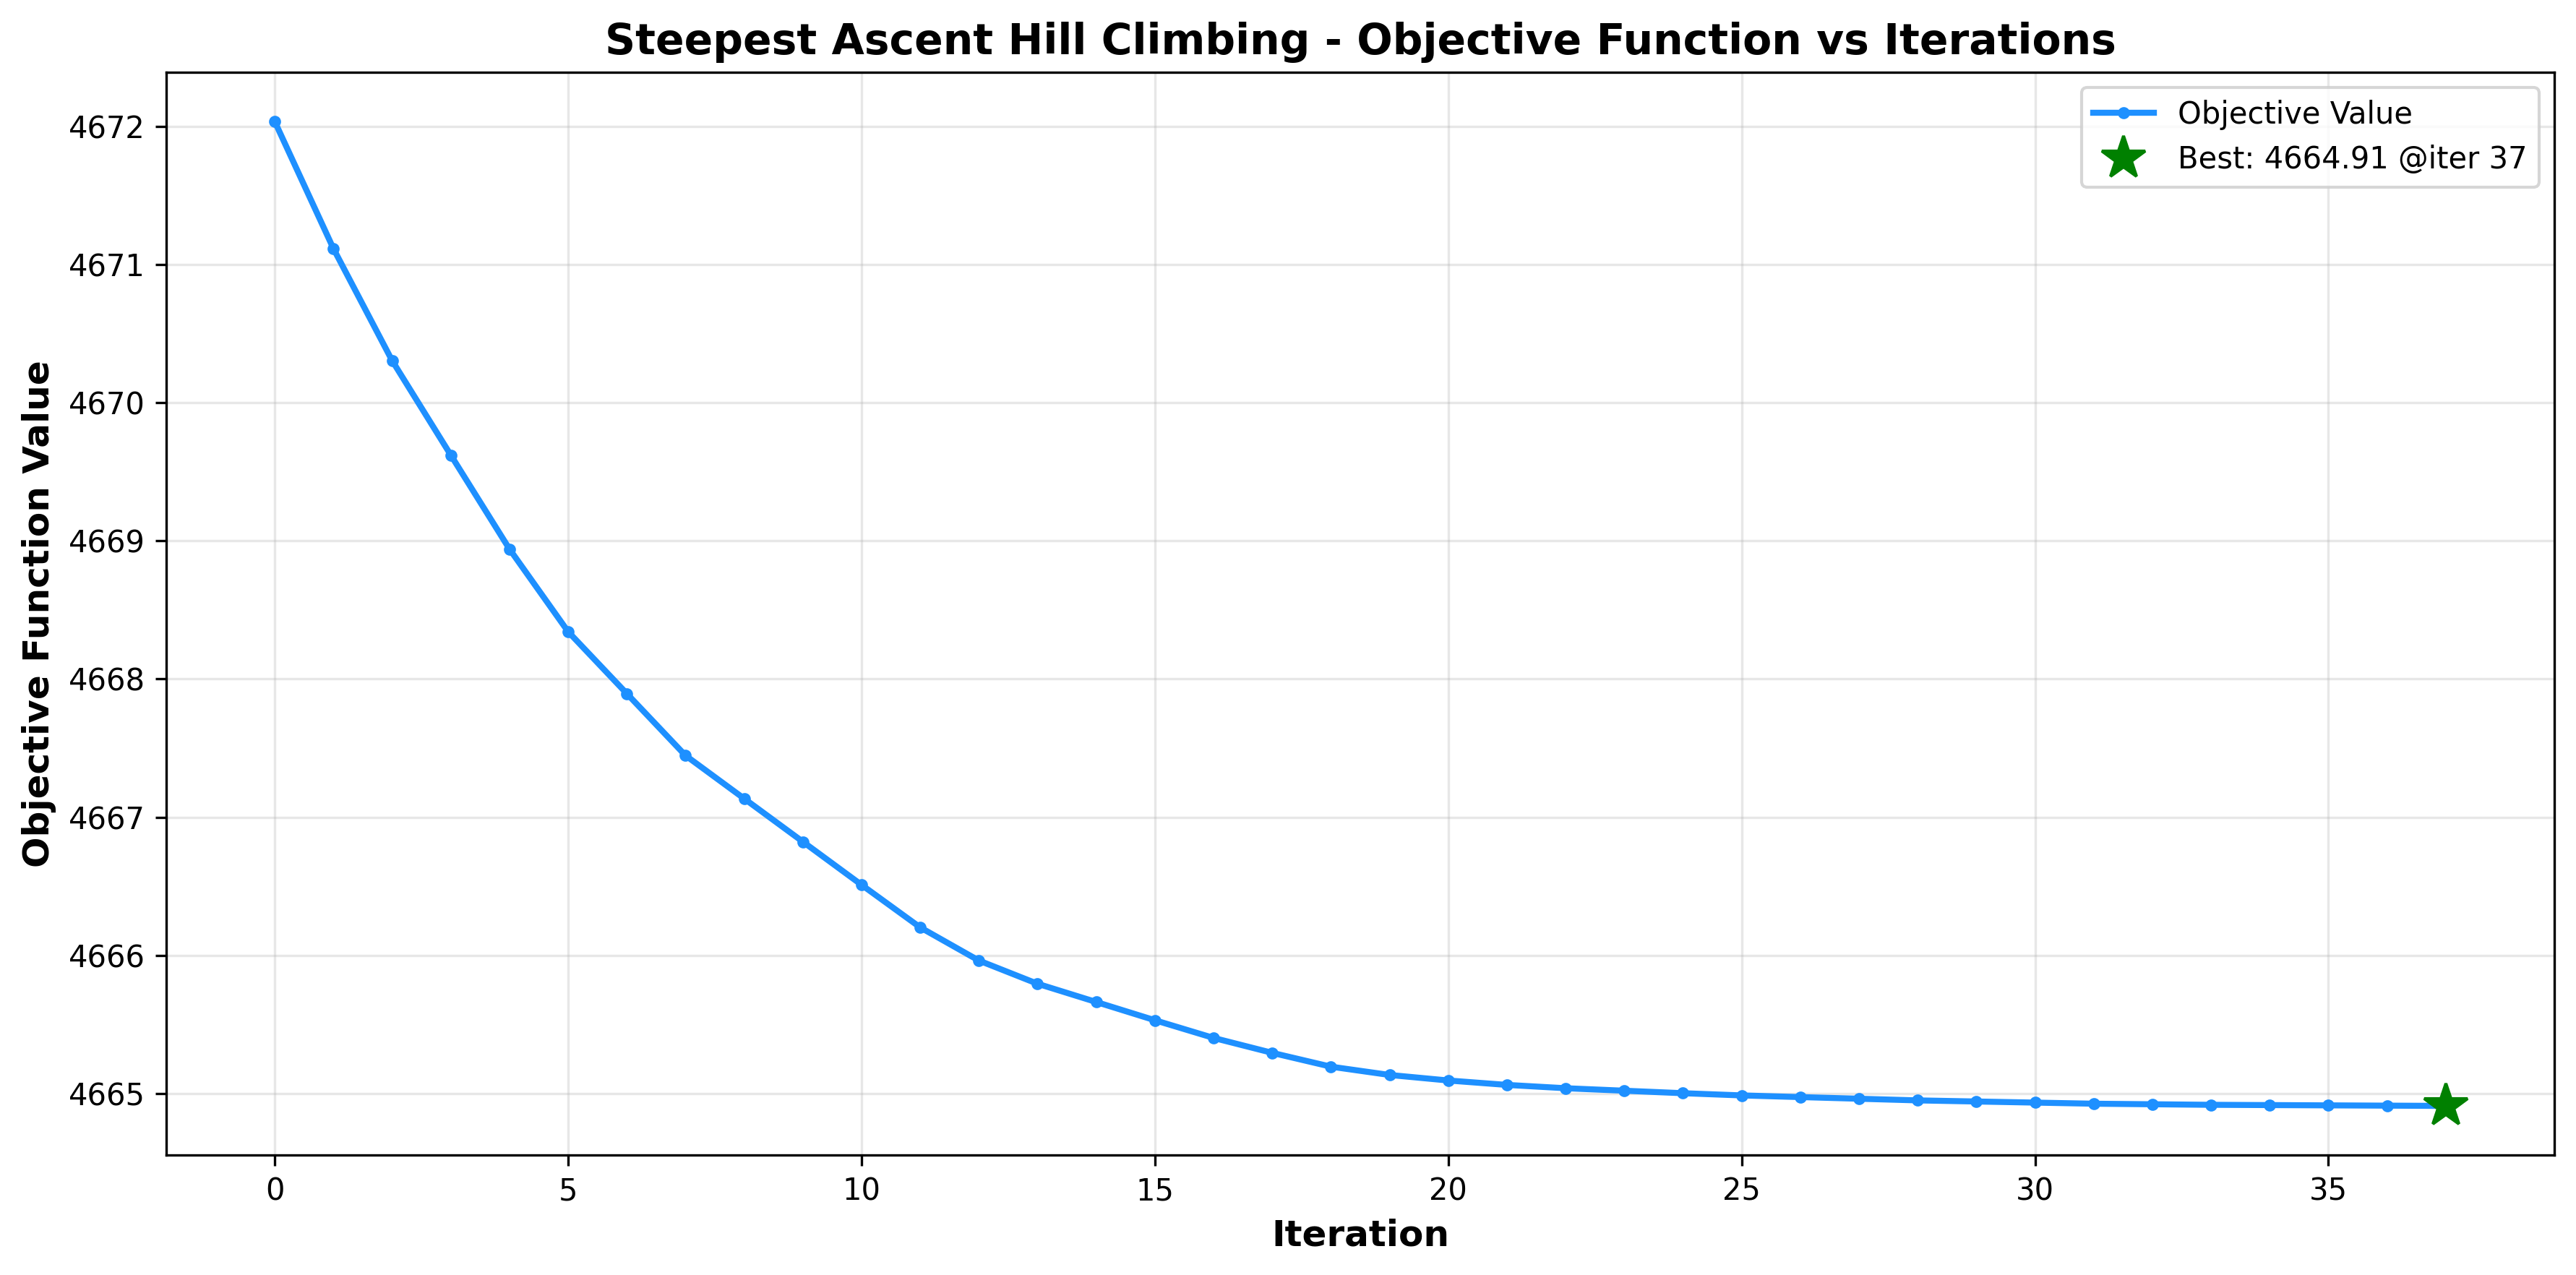 Steepest Ascent Hill Climbing - Objective Function vs Iterations
Objective Value
Best: 4664.91 @iter 37
Objective Function Value
4672
4671
4670
4669
4668
4667
4666
4665
0 5 10 15 20 25 30 35
Iteration